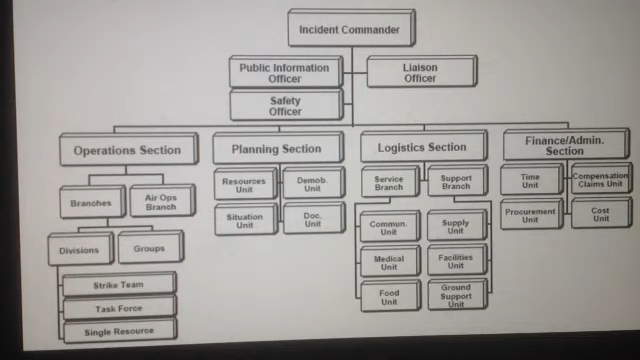 Incident Commander
Public Information
Officer
Liaison
Officer
Safety
Officer
Operations Section
Planning Section
Logistics Section
Finance/Admin.
Section
Resources
Unit
Demob.
Unit
Service
Branch
Support
Branch
Time
Unit
Compensation
Claims Unit
Branches
Air Ops
Branch
Situation
Unit
Doc.
Unit
Commun.
Unit
Supply
Unit
Procurement
Unit
Cost
Unit
Divisions
Groups
Medical
Unit
Facilities
Unit
Strike Team
Food
Unit
Ground
Support
Unit
Task Force
Single Resource